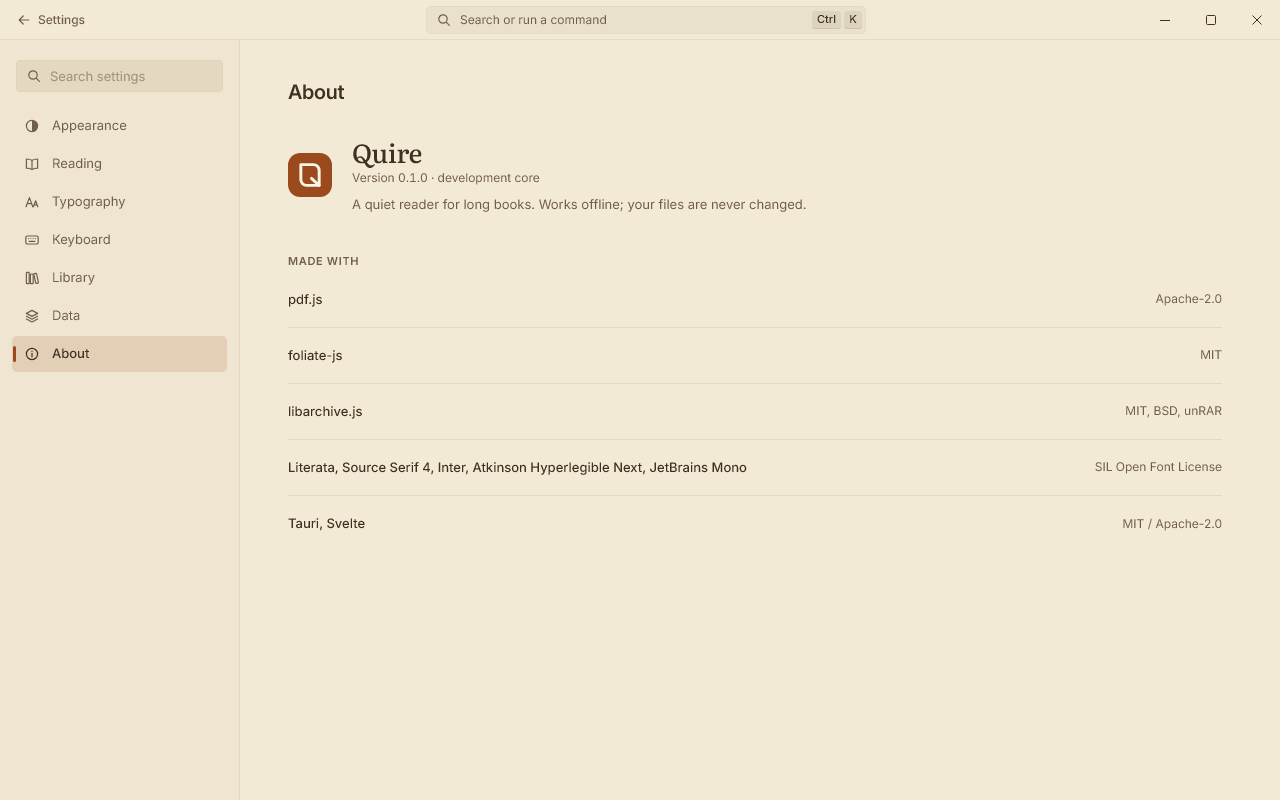 Settings
Search or run a command
Ctrl K
Search settings
Appearance
Reading
Typography
Keyboard
Library
Data
About
About
Quire
Version 0.1.0 · development core
A quiet reader for long books. Works offline; your files are never changed.
MADE WITH
pdf.js
Apache-2.0
foliate-js
MIT
libarchive.js
MIT, BSD, unRAR
Literata, Source Serif 4, Inter, Atkinson Hyperlegible Next, JetBrains Mono
SIL Open Font License
Tauri, Svelte
MIT / Apache-2.0